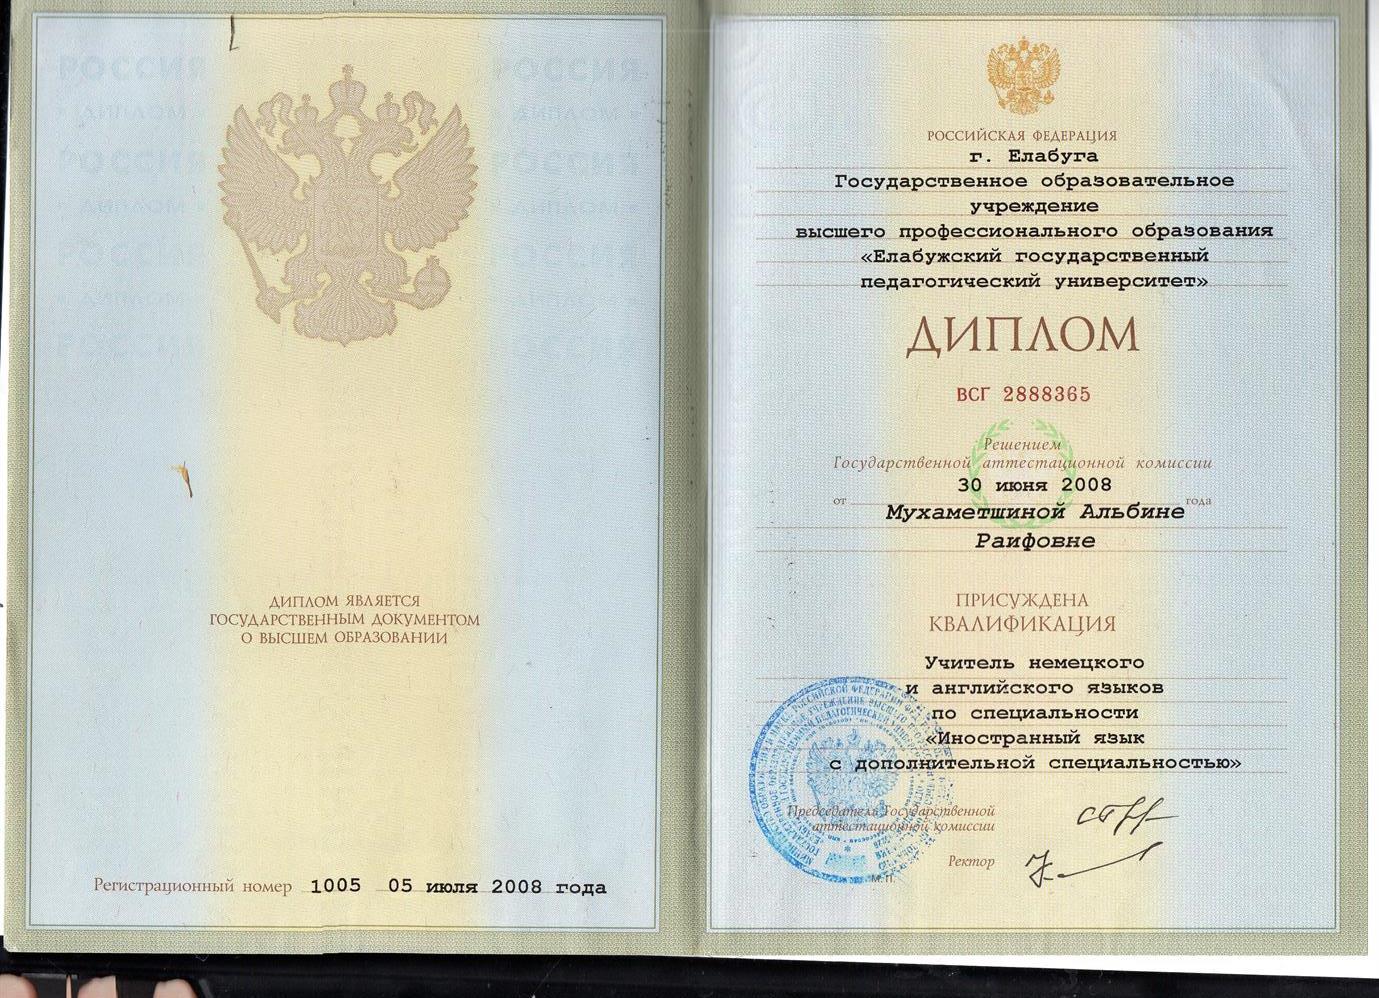 РОССИЯ РОССИЯ
ДИПЛОМ ДИПЛОМ
РОССИЯ РОССИЯ
ДИПЛОМ ДИПЛОМ
РОССИЯ РОССИЯ
ДИПЛОМ ДИПЛОМ
РОССИЯ РОССИЯ
ДИПЛОМ ЯВЛЯЕТСЯ
ГОСУДАРСТВЕННЫМ ДОКУМЕНТОМ
О ВЫСШЕМ ОБРАЗОВАНИИ
Регистрационный номер 1005 05 июля 2008 года
РОССИЙСКАЯ ФЕДЕРАЦИЯ
г. Елабуга
Государственное образовательное
учреждение
высшего профессионального образования
«Елабужский государственный
педагогический университет»
ДИПЛОМ
ВСГ 2888365
Решением
Государственной аттестационной комиссии
от 30 июня 2008 года
Мухаметшиной Альбине
Раифовне
ПРИСУЖДЕНА
КВАЛИФИКАЦИЯ
Учитель немецкого
и английского языков
по специальности
«Иностранный язык
с дополнительной специальностью»
Председатель Государственной
аттестационной комиссии
Ректор
М.П.